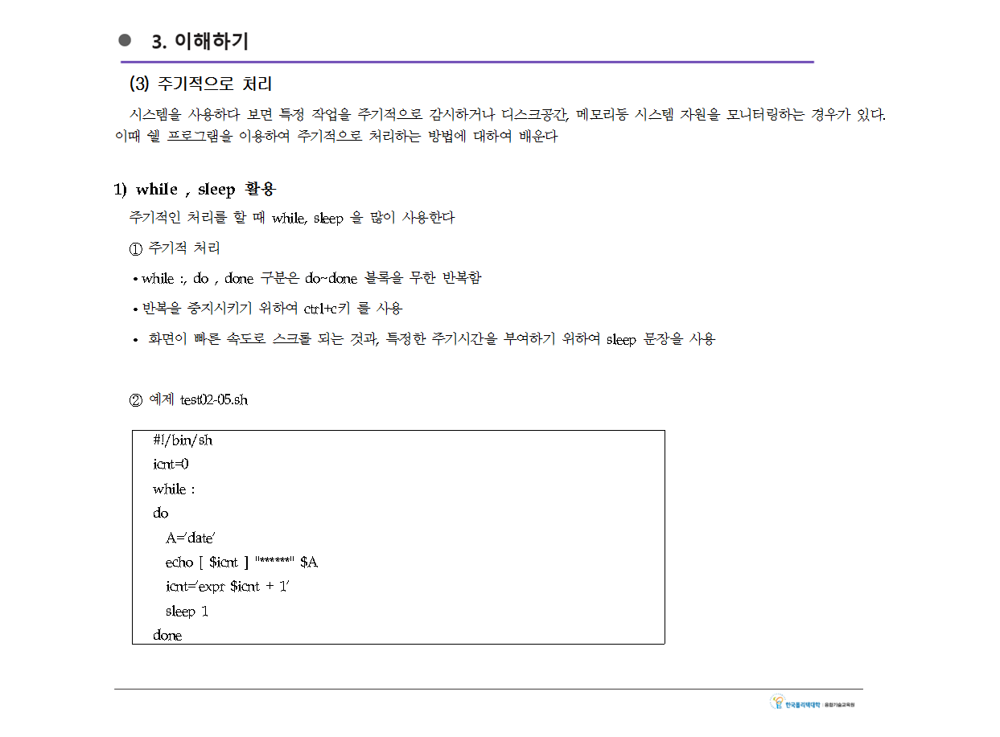 ● 3. 이해하기
(3) 주기적으로 처리
시스템을 사용하다 보면 특정 작업을 주기적으로 감시하거나 디스크공간, 메모리등 시스템 자원을 모니터링하는 경우가 있다.
이때 쉘 프로그램을 이용하여 주기적으로 처리하는 방법에 대하여 배운다
1) while , sleep 활용
주기적인 처리를 할 때 while, sleep 을 많이 사용한다
① 주기적 처리
• while :, do , done 구분은 do~done 블록을 무한 반복함
• 반복을 중지시키기 위하여 ctrl+c키 를 사용
• 화면이 빠른 속도로 스크롤 되는 것과, 특정한 주기시간을 부여하기 위하여 sleep 문장을 사용
② 예제 test02-05.sh
#!/bin/sh
icnt=0
while :
do
A='date'
echo [ $icnt ] "******" $A
icnt='expr $icnt + 1'
sleep 1
done
한국폴리텍대학 | 융합기술교육원